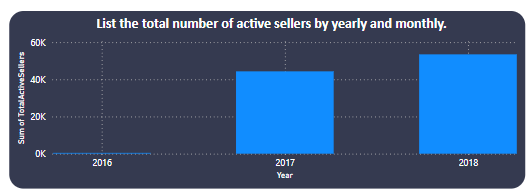 List the total number of active sellers by yearly and monthly.
Sum of TotalActiveSellers
60K
40K
20K
0K
2016
2017
2018
Year